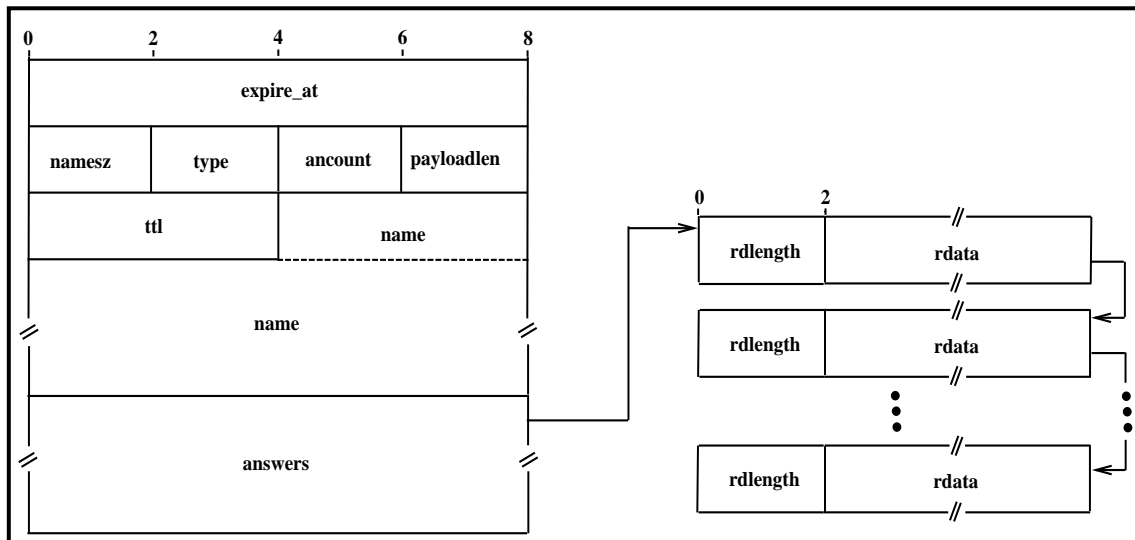 0 2 4 6 8
expire_at
namesz type ancount payloadlen
ttl name
name
answers
0 2
rdlength rdata
rdlength rdata
rdlength rdata